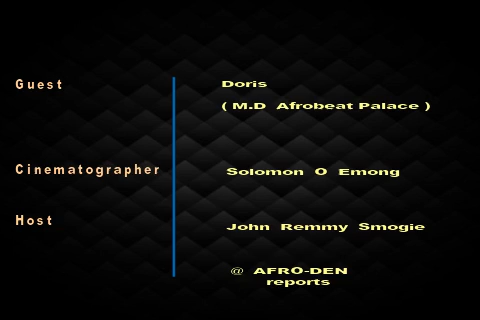 Guest Doris
( M.D Afrobeat Palace )
Cinematographer Solomon O Emong
Host John Remmy Smogie
@ AFRO-DEN
reports